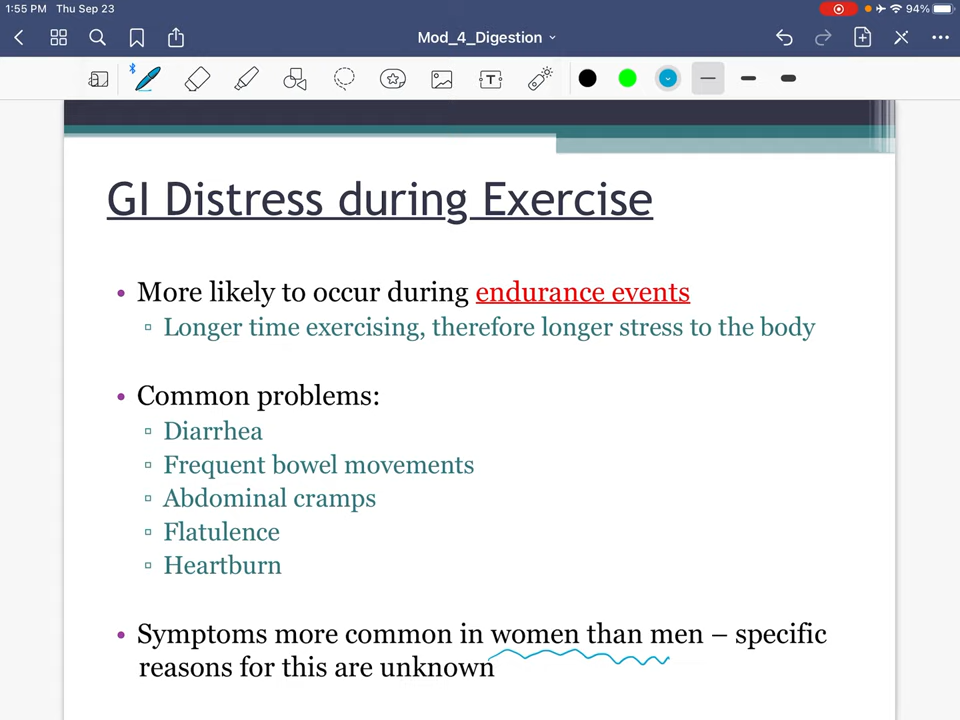 1:55 PM Thu Sep 23
94%
Mod_4_Digestion
T
GI Distress during Exercise
• More likely to occur during endurance events
▫ Longer time exercising, therefore longer stress to the body
• Common problems:
▫ Diarrhea
▫ Frequent bowel movements
▫ Abdominal cramps
▫ Flatulence
▫ Heartburn
• Symptoms more common in women than men – specific
reasons for this are unknown